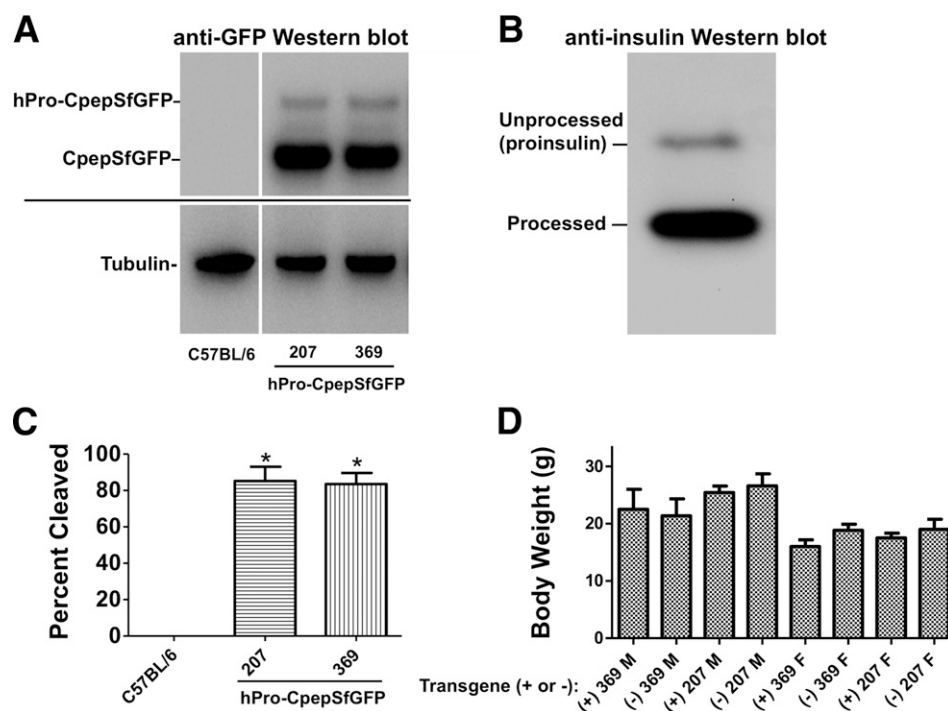 A
anti-GFP Western blot
hPro-CpepSfGFP-
CpepSfGFP-
Tubulin-
C57BL/6
207
369
hPro-CpepSfGFP
B
anti-insulin Western blot
Unprocessed
(proinsulin)
Processed
C
Percent Cleaved
100
80
60
40
20
0
*
*
C57BL/6
207
369
hPro-CpepSfGFP
D
Body Weight (g)
30
20
10
0
Transgene (+ or -):
(+) 369 M
(-) 369 M
(+) 207 M
(-) 207 M
(+) 369 F
(-) 369 F
(+) 207 F
(-) 207 F